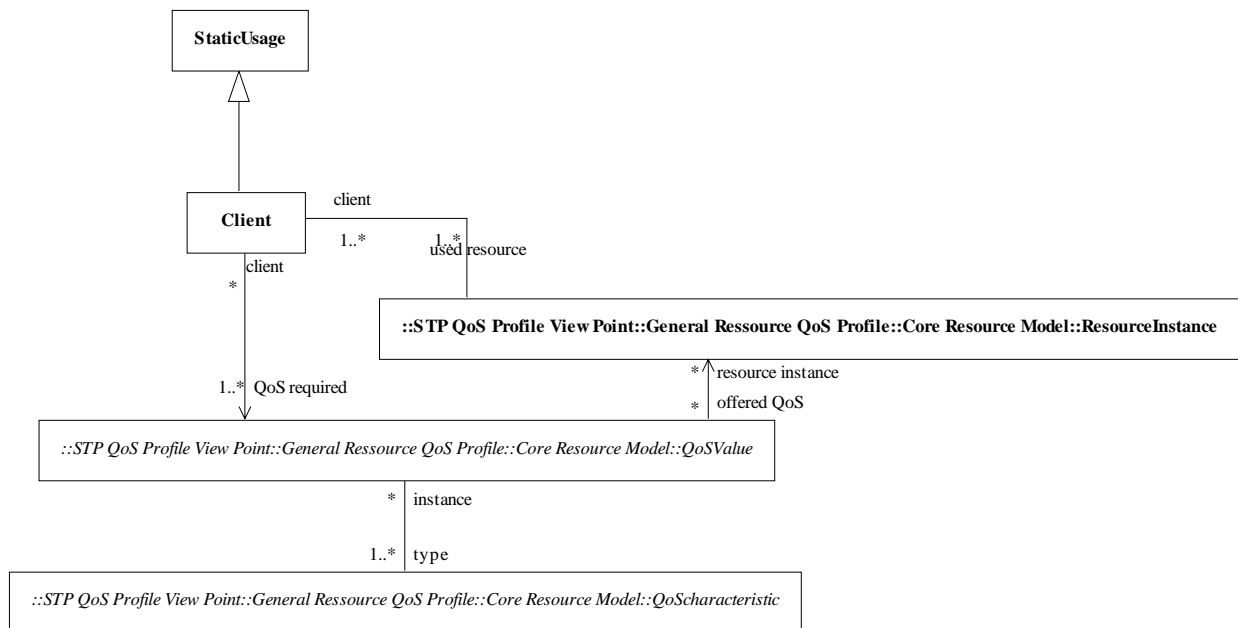 StaticUsage
Client
client
1..*
1..*
used resource
client
*
::STP QoS Profile View Point::General Ressource QoS Profile::Core Resource Model::ResourceInstance
1..* QoS required
* resource instance
* offered QoS
::STP QoS Profile View Point::General Ressource QoS Profile::Core Resource Model::QoSValue
* instance
1..* type
::STP QoS Profile View Point::General Ressource QoS Profile::Core Resource Model::QoScharacteristic